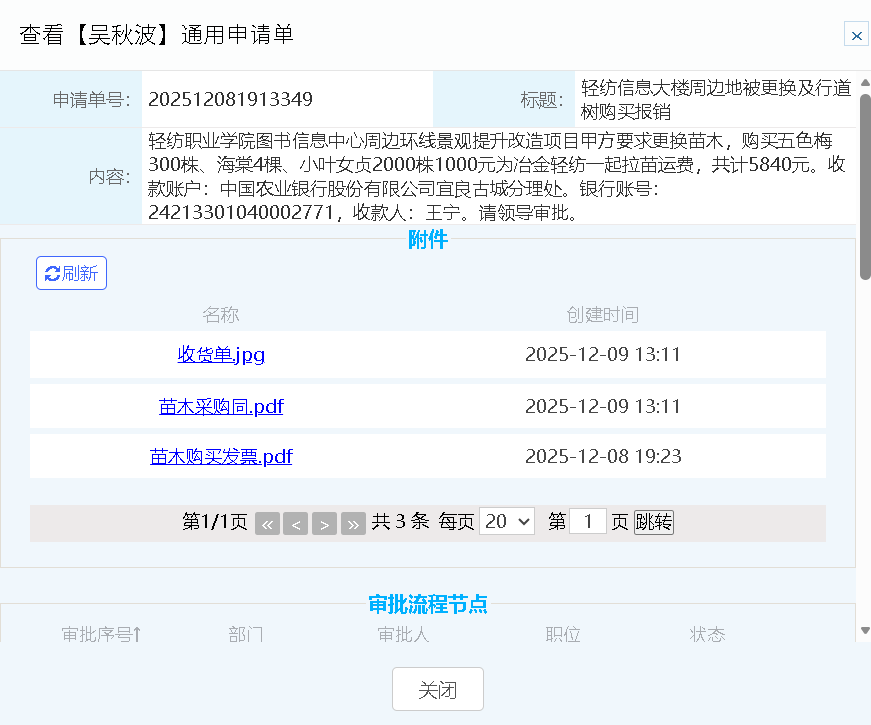 查看【吴秋波】通用申请单
×
申请单号: 202512081913349
标题: 轻纺信息大楼周边地被更换及行道
树购买报销
内容: 轻纺职业学院图书信息中心周边环线景观提升改造项目甲方要求更换苗木，购买五色梅
300株、海棠4棵、小叶女贞2000株1000元为冶金轻纺一起拉苗运费，共计5840元。收
款账户：中国农业银行股份有限公司宜良古城分理处。银行账号：
24213301040002771，收款人：王宁。请领导审批。
附件
刷新
名称 创建时间
收货单.jpg 2025-12-09 13:11
苗木采购同.pdf 2025-12-09 13:11
苗木购买发票.pdf 2025-12-08 19:23
第1/1页 « < > » 共 3 条 每页 20 第 1 页 跳转
审批流程节点
审批序号↑ 部门 审批人 职位 状态
关闭